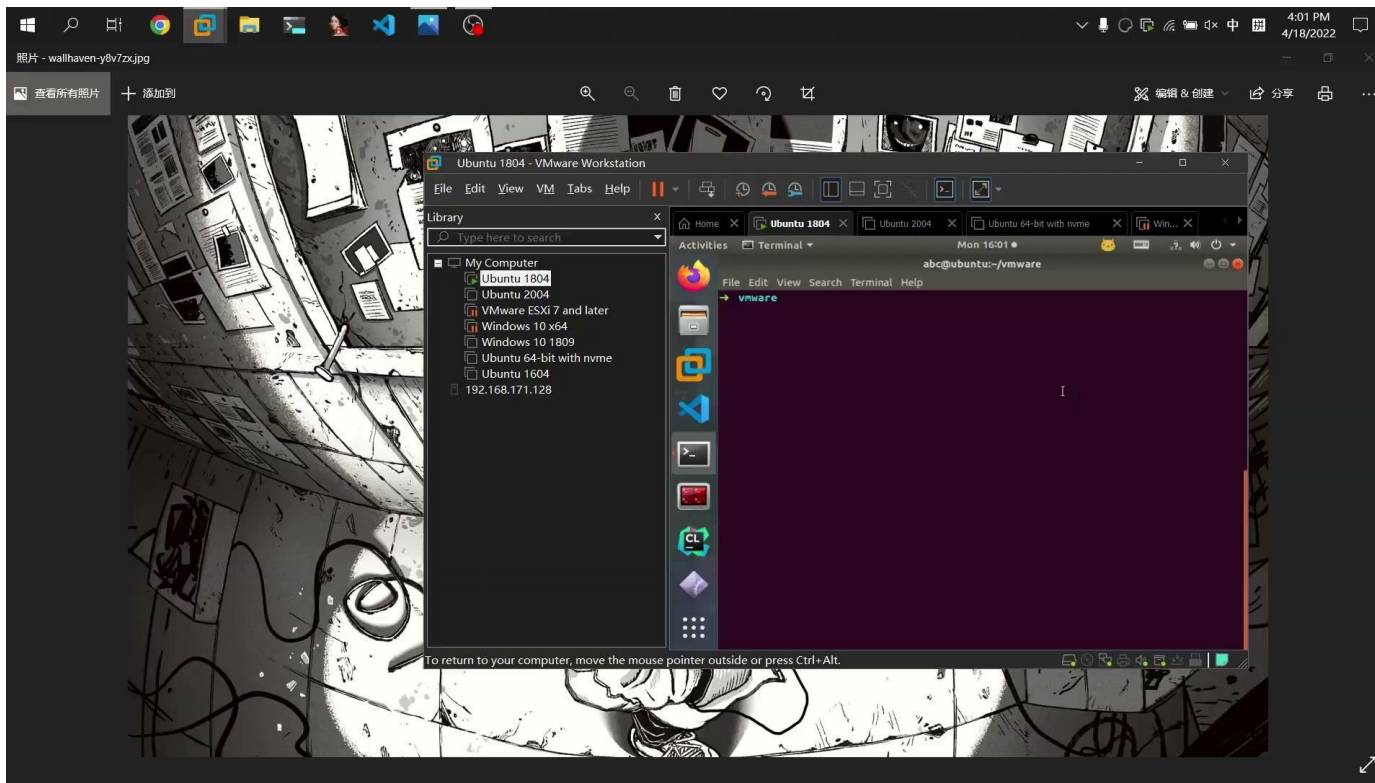 中
拼
4:01 PM
4/18/2022
照片 - wallhaven-y8v7zx.jpg
查看所有照片
添加到
编辑 & 创建
分享
Ubuntu 1804 - VMware Workstation
File Edit View VM Tabs Help
Library
Type here to search
My Computer
Ubuntu 1804
Ubuntu 2004
VMware ESXi 7 and later
Windows 10 x64
Windows 10 1809
Ubuntu 64-bit with nvme
Ubuntu 1604
192.168.171.128
Home
Ubuntu 1804
Ubuntu 2004
Ubuntu 64-bit with nvme
Win...
Activities Terminal Mon 16:01
abc@ubuntu:~/vmware
File Edit View Search Terminal Help
→ vmware
CL
To return to your computer, move the mouse pointer outside or press Ctrl+Alt.